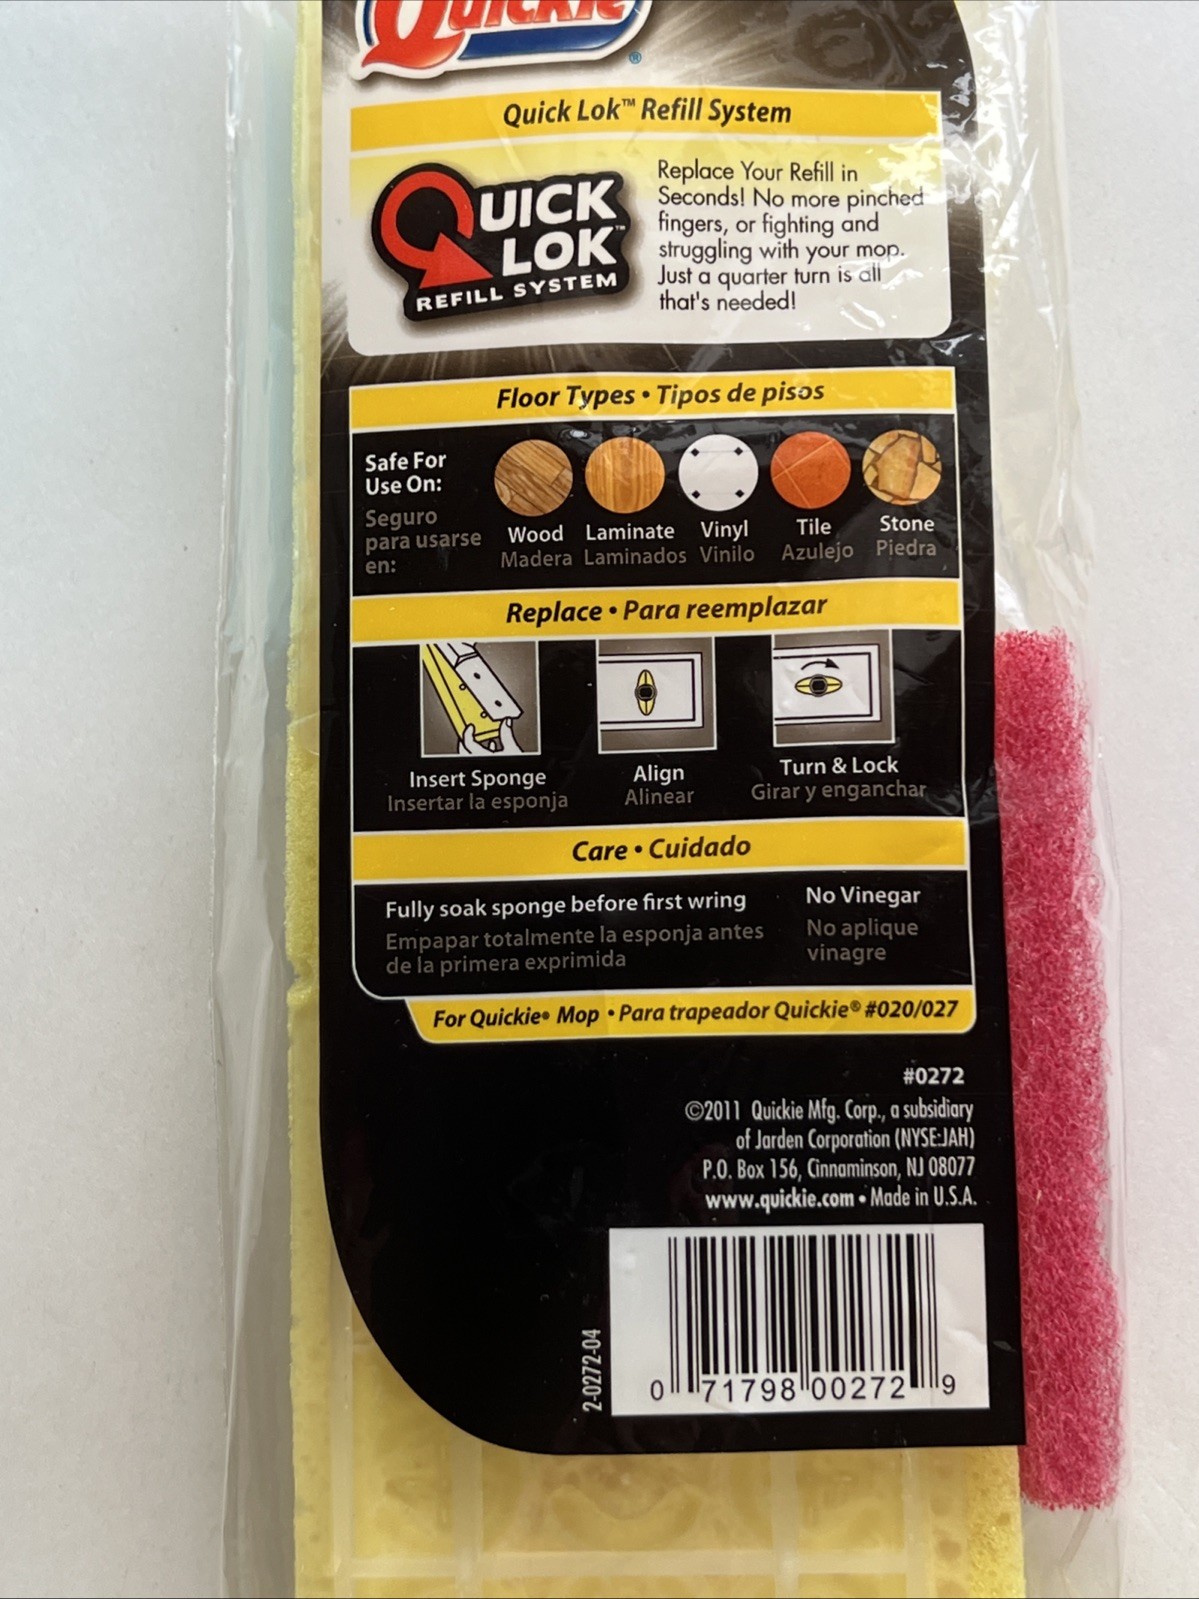 Quickie®
Quick Lok™ Refill System
QUICK
LOK™
REFILL SYSTEM
Replace Your Refill in
Seconds! No more pinched
fingers, or fighting and
struggling with your mop.
Just a quarter turn is all
that's needed!
Floor Types • Tipos de pisos
Safe For
Use On:
Seguro
para usarse
en:
Wood Laminate Vinyl Tile Stone
Madera Laminados Vinilo Azulejo Piedra
Replace • Para reemplazar
Insert Sponge
Insertar la esponja
Align
Alinear
Turn & Lock
Girar y enganchar
Care • Cuidado
Fully soak sponge before first wring
Empapar totalmente la esponja antes
de la primera exprimida
No Vinegar
No aplique
vinagre
For Quickie® Mop • Para trapeador Quickie® #020/027
#0272
©2011 Quickie Mfg. Corp., a subsidiary
of Jarden Corporation (NYSE:JAH)
P.O. Box 156, Cinnaminson, NJ 08077
www.quickie.com • Made in U.S.A.
2-0272-04
0 71798 00272 9